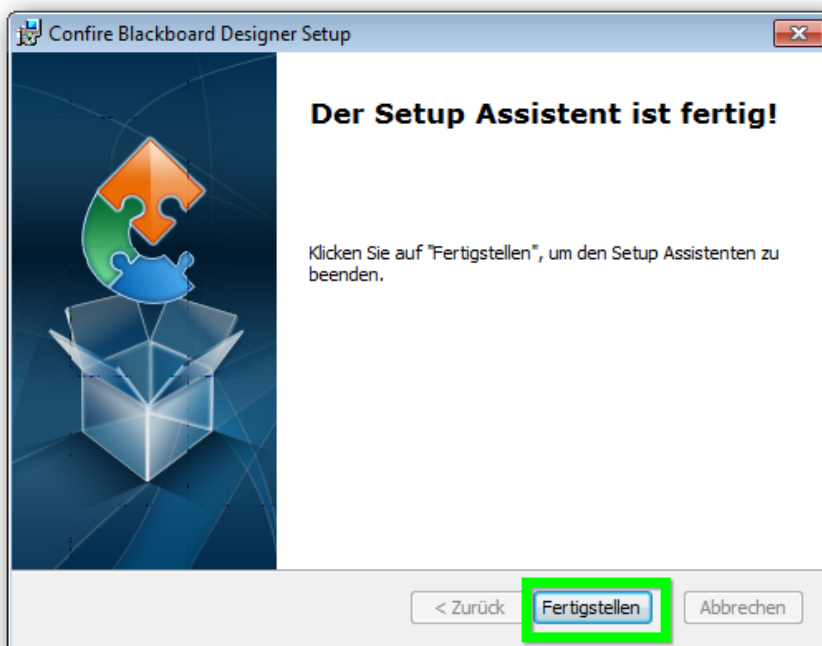 Confire Blackboard Designer Setup
Der Setup Assistent ist fertig!
Klicken Sie auf "Fertigstellen", um den Setup Assistenten zu
beenden.
< Zurück Fertigstellen Abbrechen